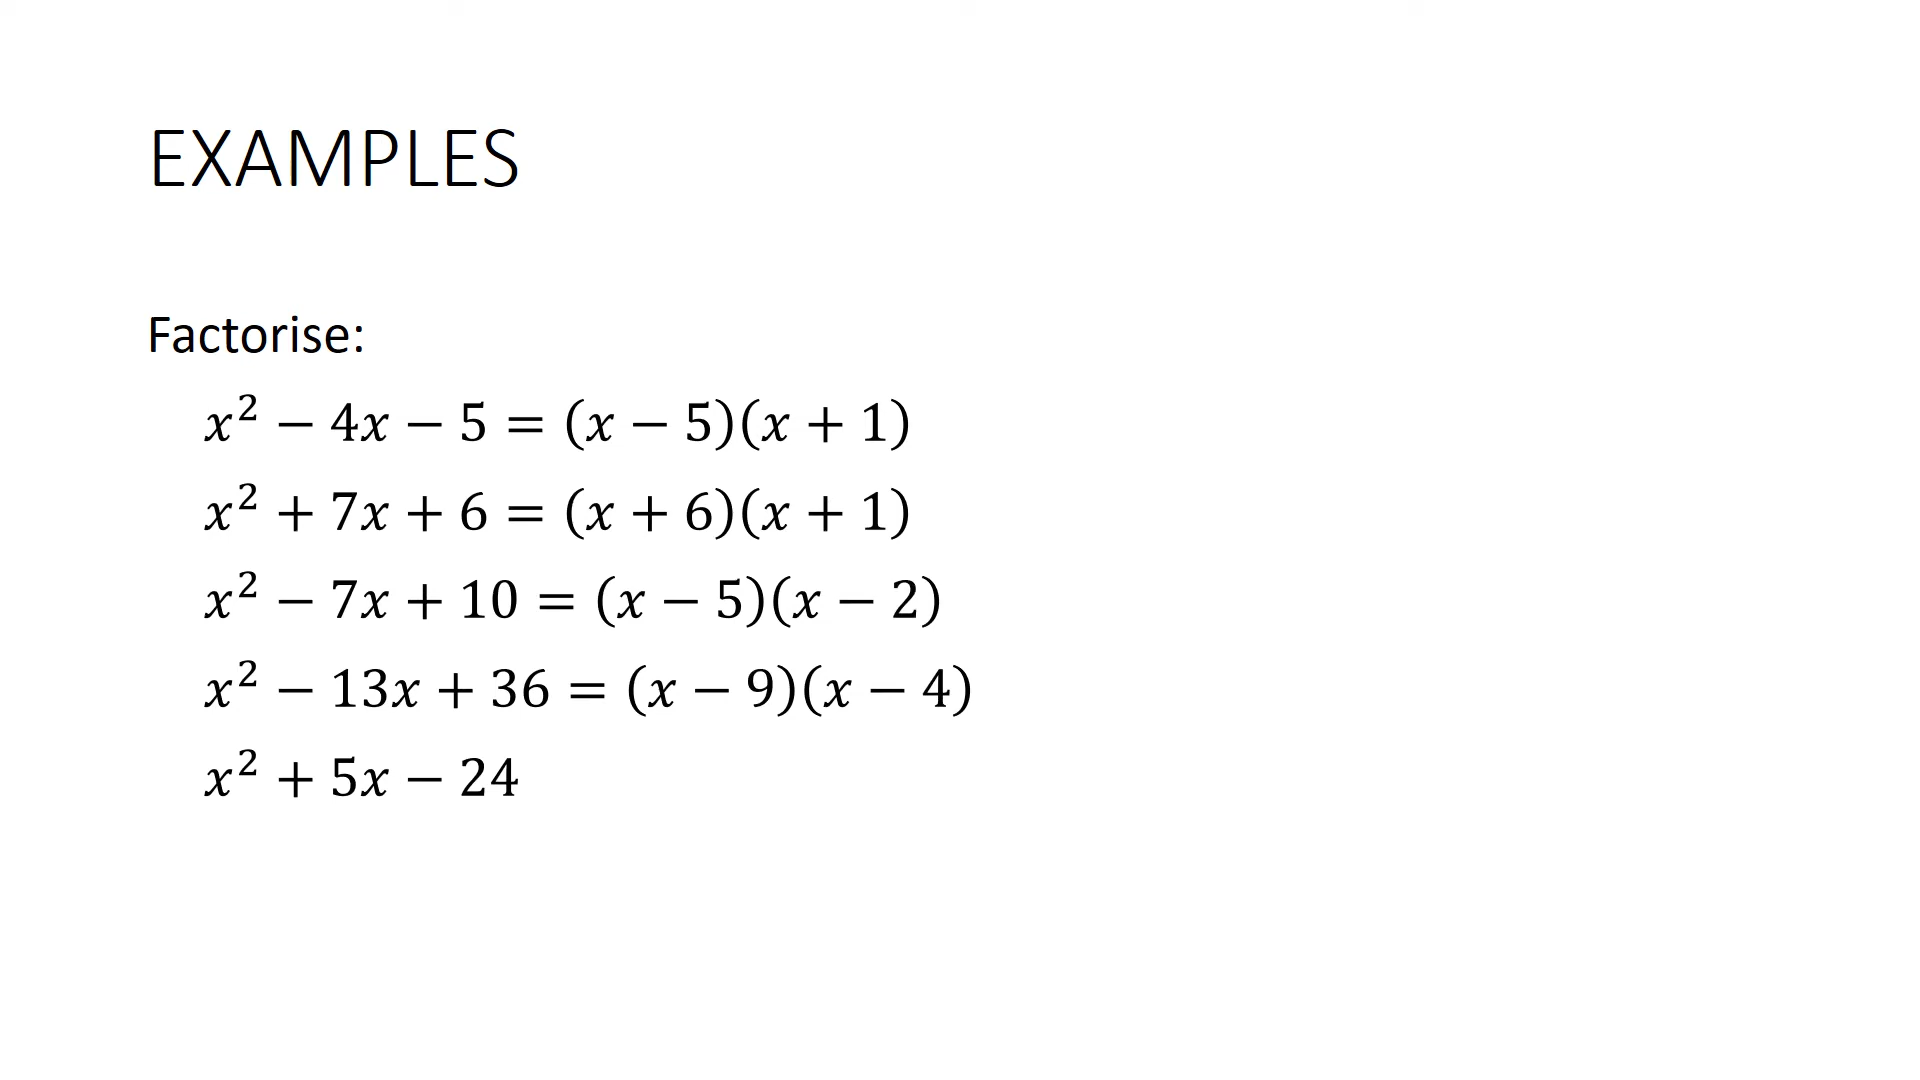 EXAMPLES
Factorise:
x² − 4x − 5 = (x − 5)(x + 1)
x² + 7x + 6 = (x + 6)(x + 1)
x² − 7x + 10 = (x − 5)(x − 2)
x² − 13x + 36 = (x − 9)(x − 4)
x² + 5x − 24